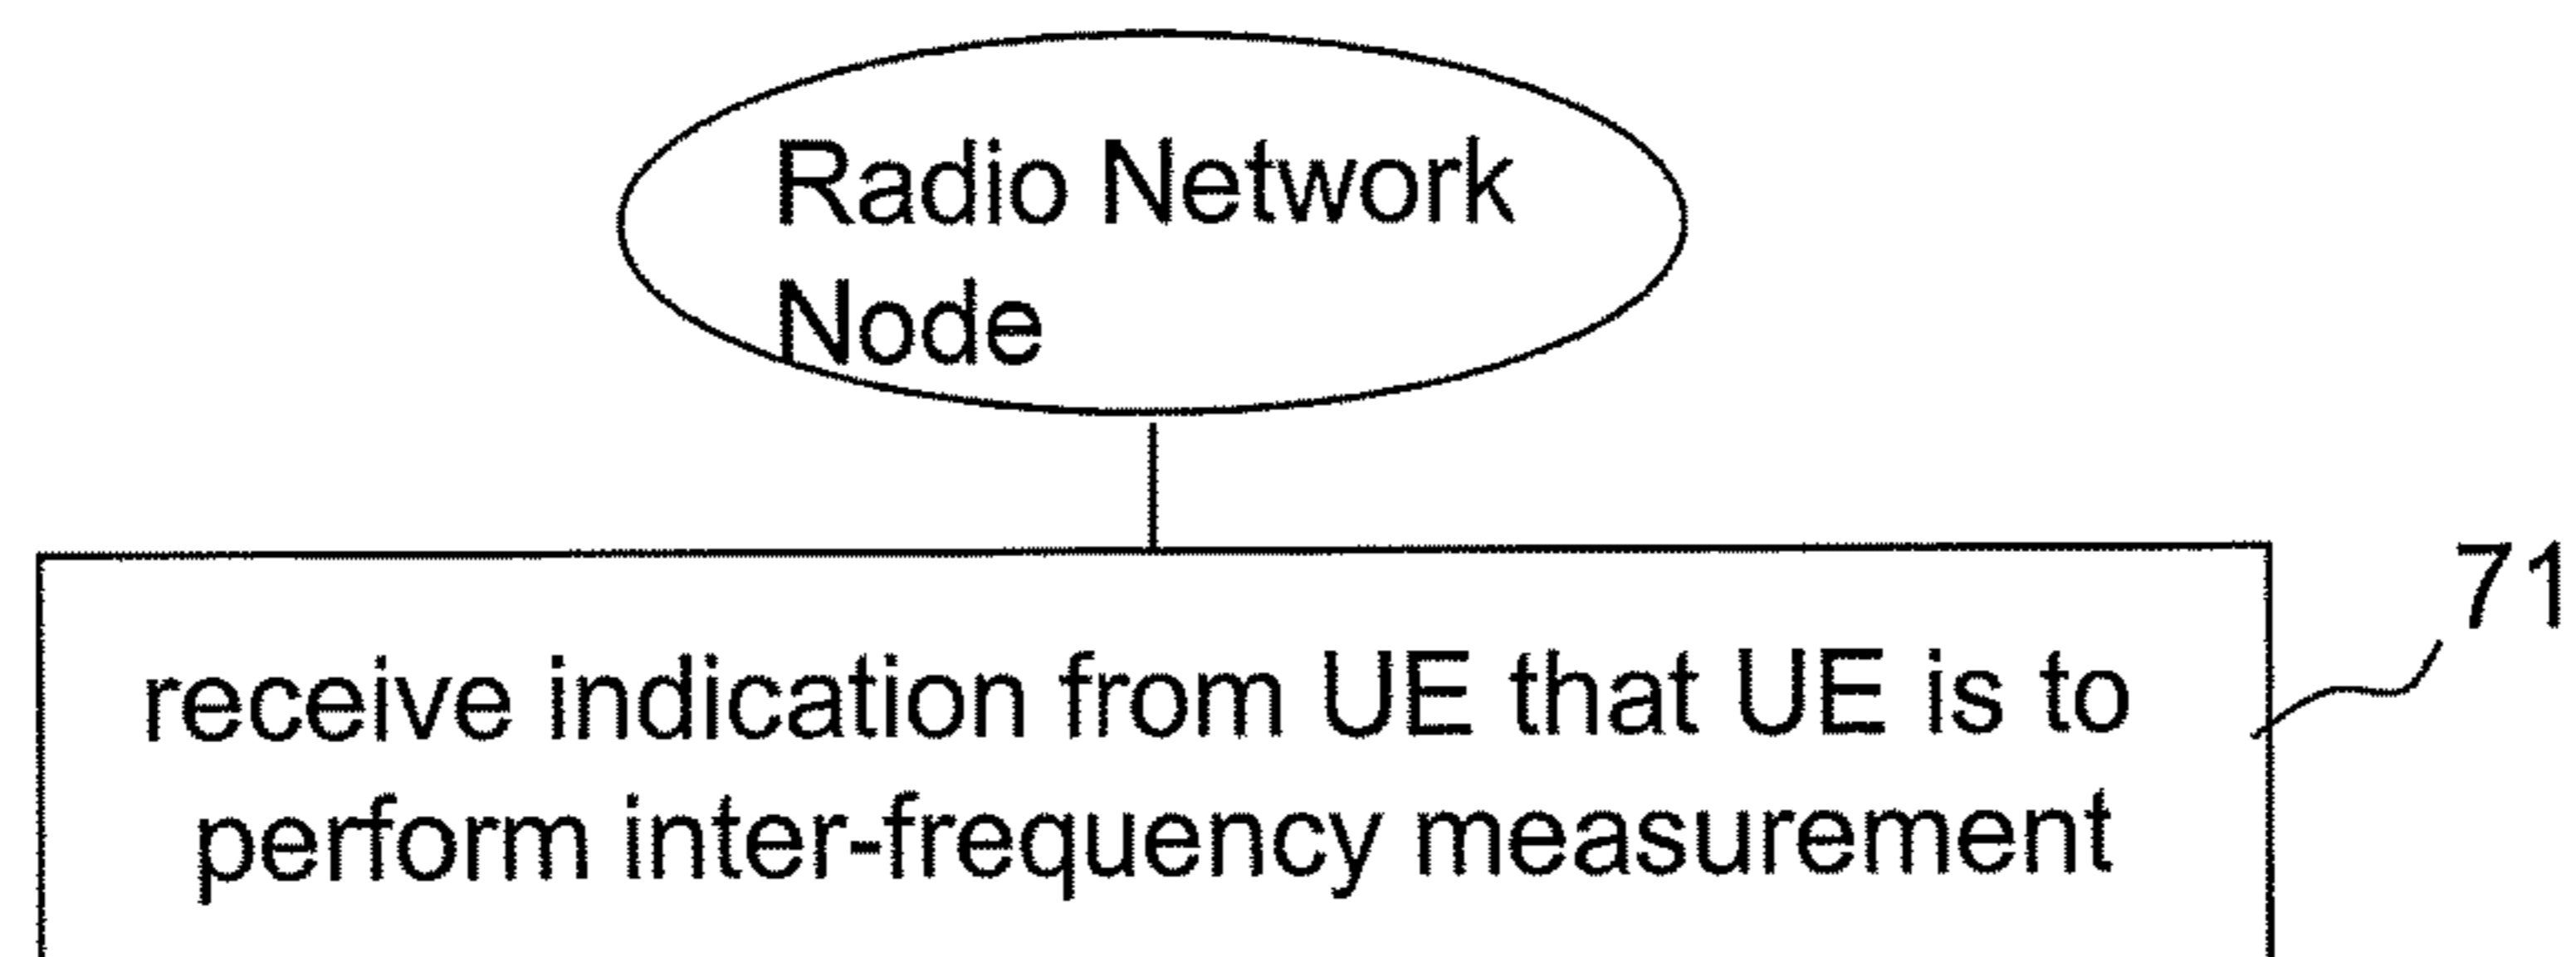 Radio Network
Node
71
receive indication from UE that UE is to
perform inter-frequency measurement